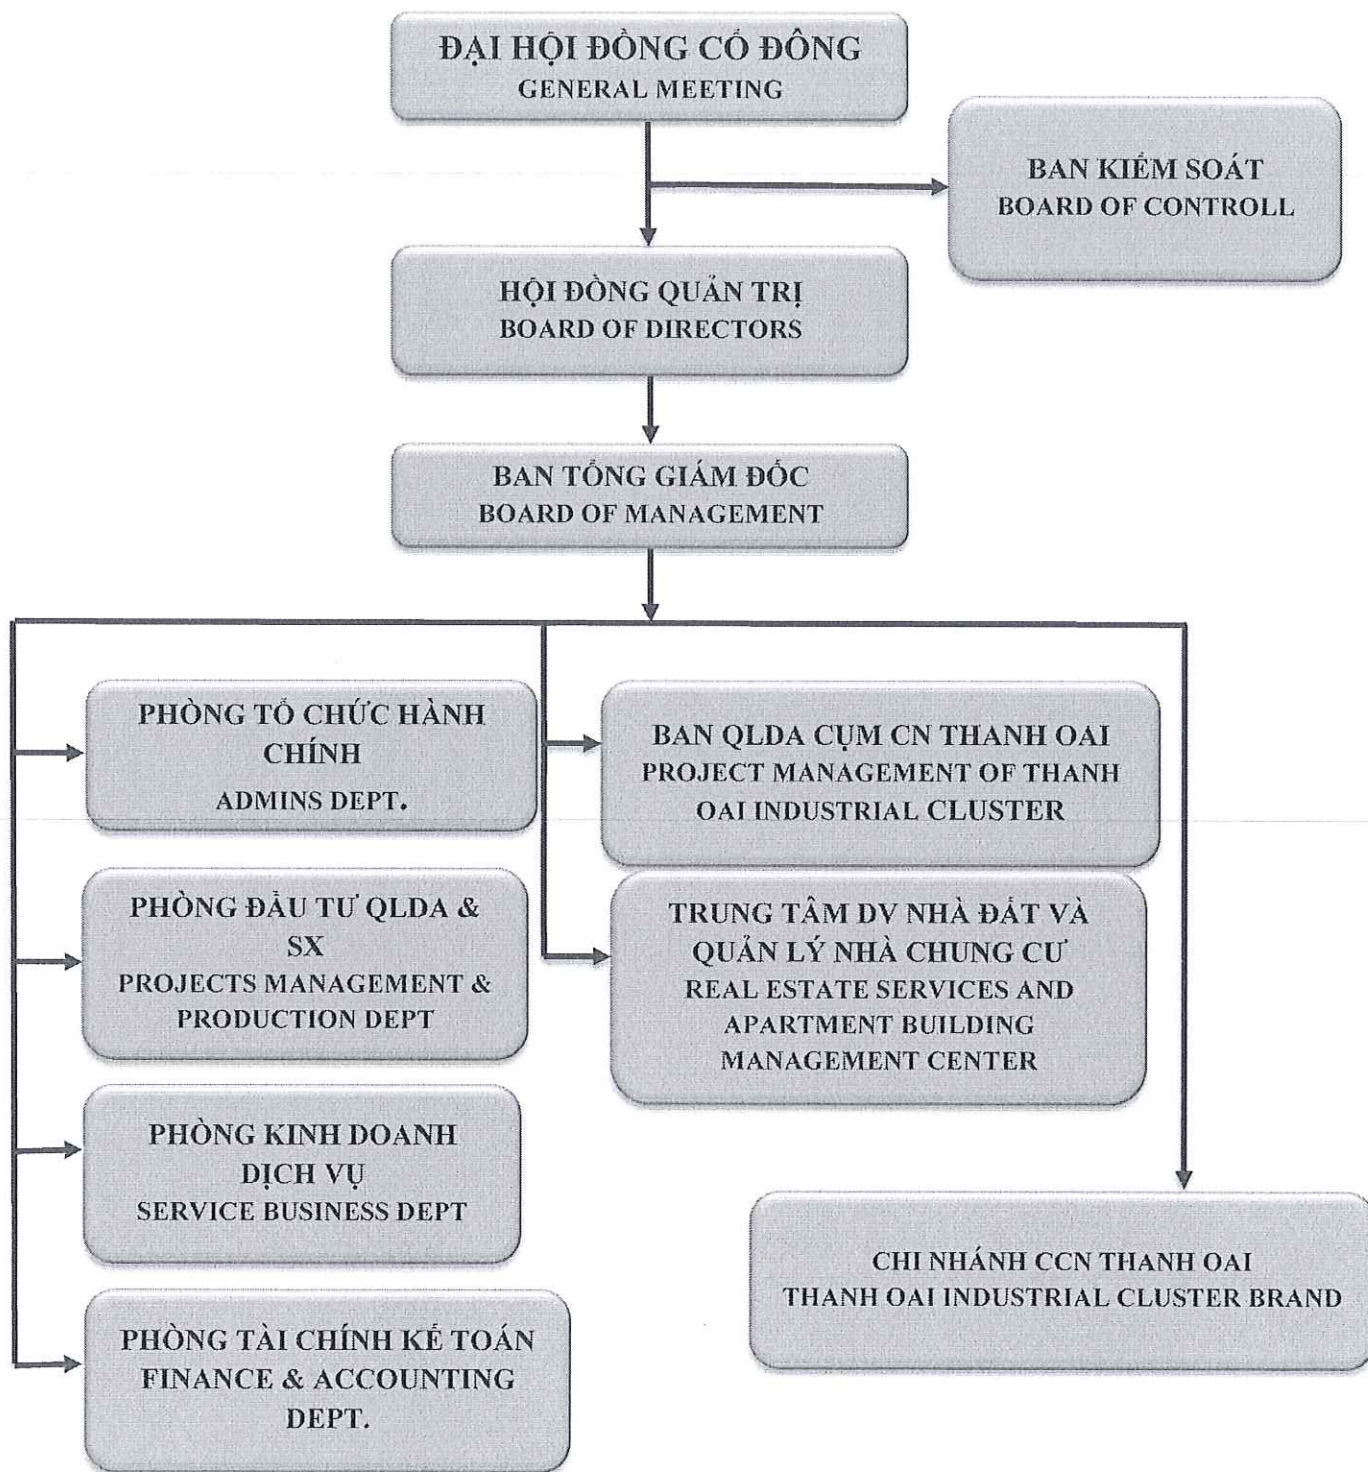 ĐẠI HỘI ĐỒNG CỔ ĐÔNG
GENERAL MEETING
BAN KIỂM SOÁT
BOARD OF CONTROLL
HỘI ĐỒNG QUẢN TRỊ
BOARD OF DIRECTORS
BAN TỔNG GIÁM ĐỐC
BOARD OF MANAGEMENT
PHÒNG TỔ CHỨC HÀNH
CHÍNH
ADMINS DEPT.
BAN QLDA CỤM CN THANH OAI
PROJECT MANAGEMENT OF THANH
OAI INDUSTRIAL CLUSTER
PHÒNG ĐẦU TƯ QLDA &
SX
PROJECTS MANAGEMENT &
PRODUCTION DEPT
TRUNG TÂM DV NHÀ ĐẤT VÀ
QUẢN LÝ NHÀ CHUNG CƯ
REAL ESTATE SERVICES AND
APARTMENT BUILDING
MANAGEMENT CENTER
PHÒNG KINH DOANH
DỊCH VỤ
SERVICE BUSINESS DEPT
CHI NHÁNH CCN THANH OAI
THANH OAI INDUSTRIAL CLUSTER BRAND
PHÒNG TÀI CHÍNH KẾ TOÁN
FINANCE & ACCOUNTING
DEPT.